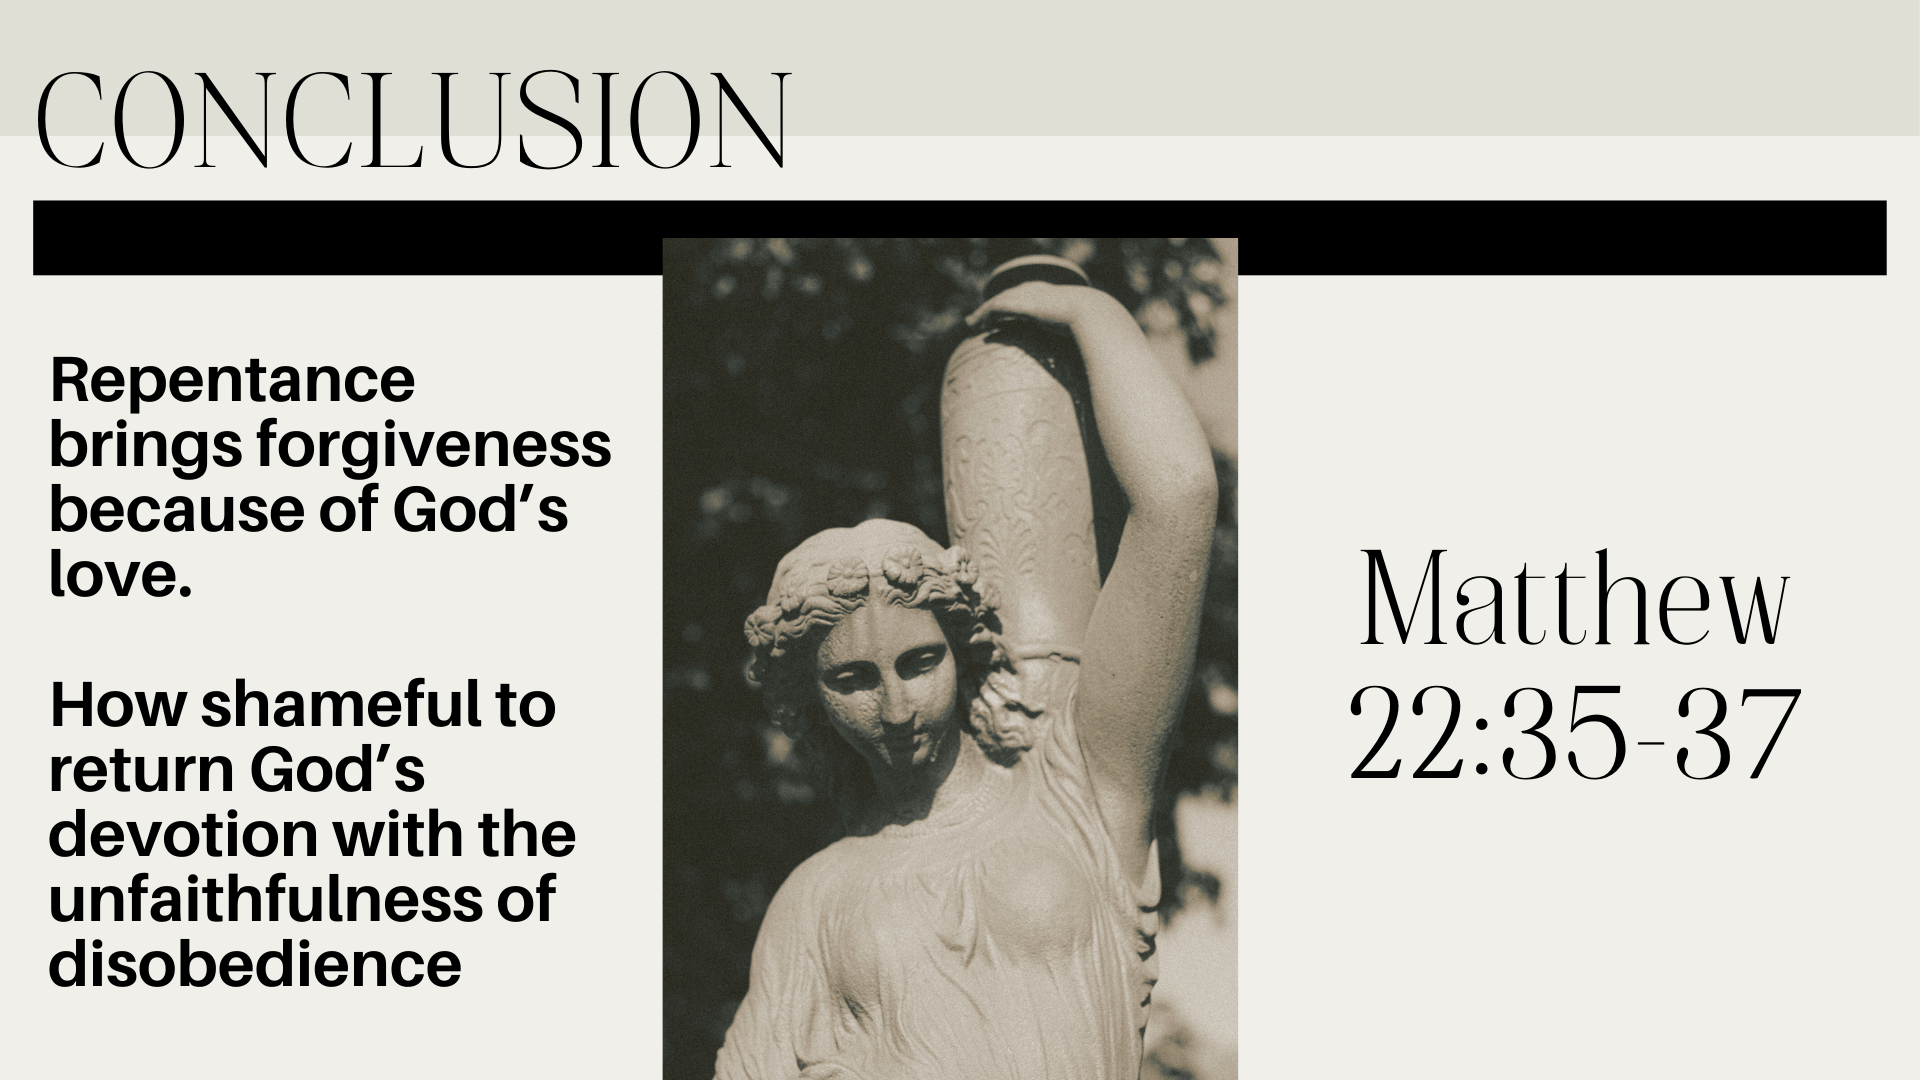 CONCLUSION
Repentance
brings forgiveness
because of God’s
love.
How shameful to
return God’s
devotion with the
unfaithfulness of
disobedience
Matthew
22:35-37